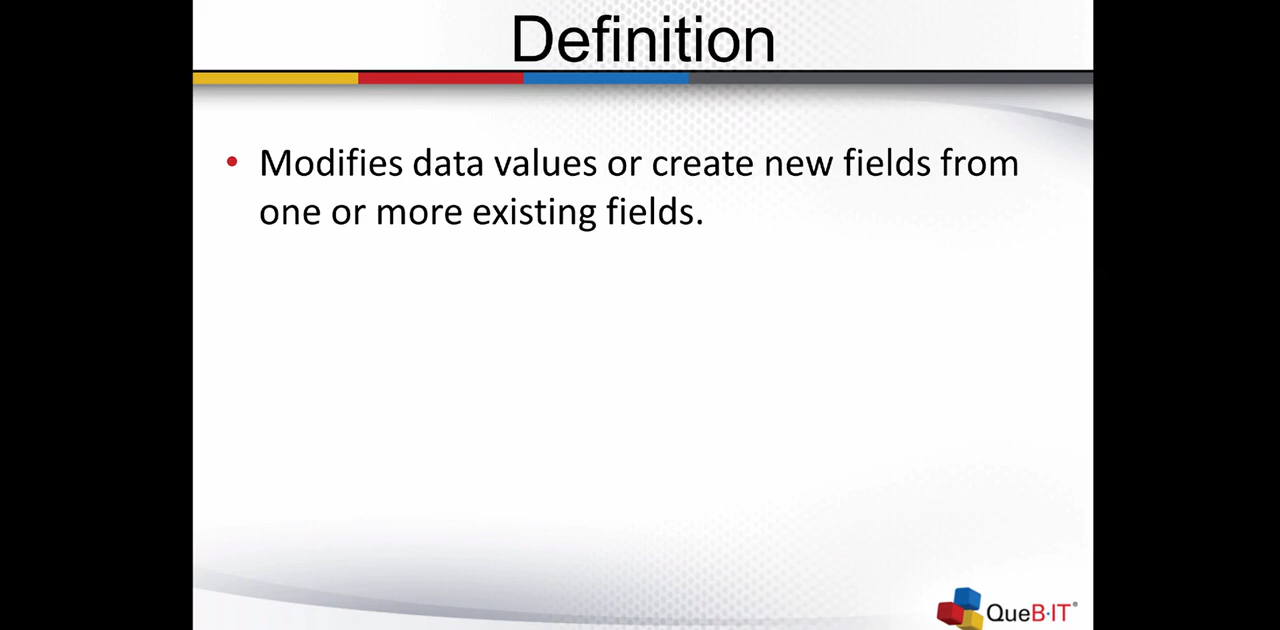 Definition
• Modifies data values or create new fields from
one or more existing fields.
QueB·IT®